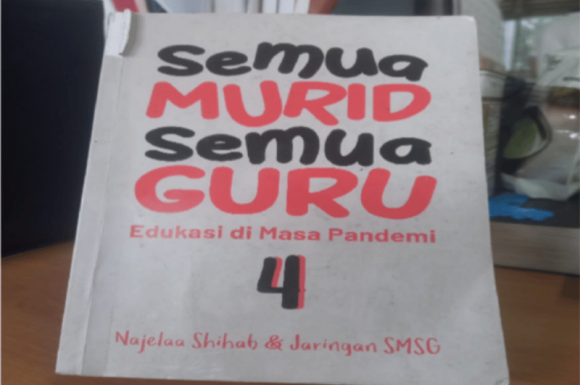 semua
MURID
semua
GURU
Edukasi di Masa Pandemi
4
Najelaa Shihab & Jaringan SMSG